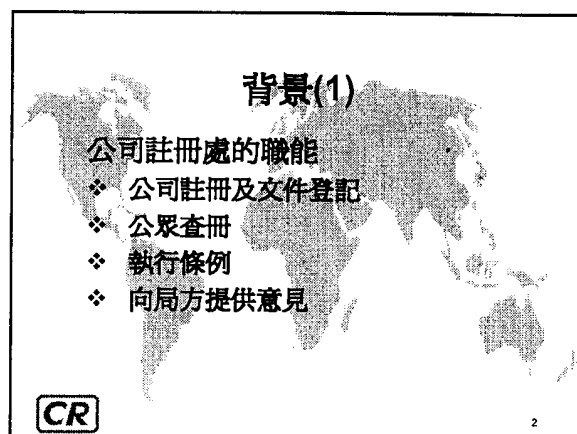 背景(1)
公司註冊處的職能
❖ 公司註冊及文件登記
❖ 公眾查冊
❖ 執行條例
❖ 向局方提供意見
CR
2